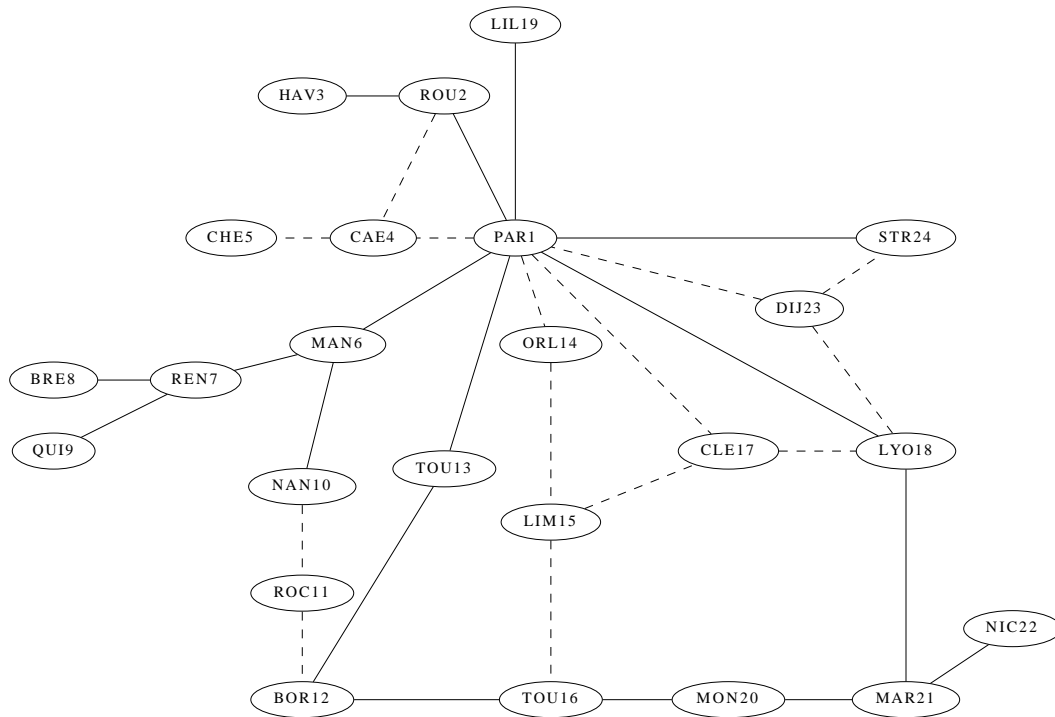 LIL19
HAV3
ROU2
CHE5
CAE4
PAR1
STR24
DIJ23
MAN6
ORL14
BRE8
REN7
QUI9
CLE17
LYO18
TOU13
NAN10
LIM15
ROC11
NIC22
BOR12
TOU16
MON20
MAR21